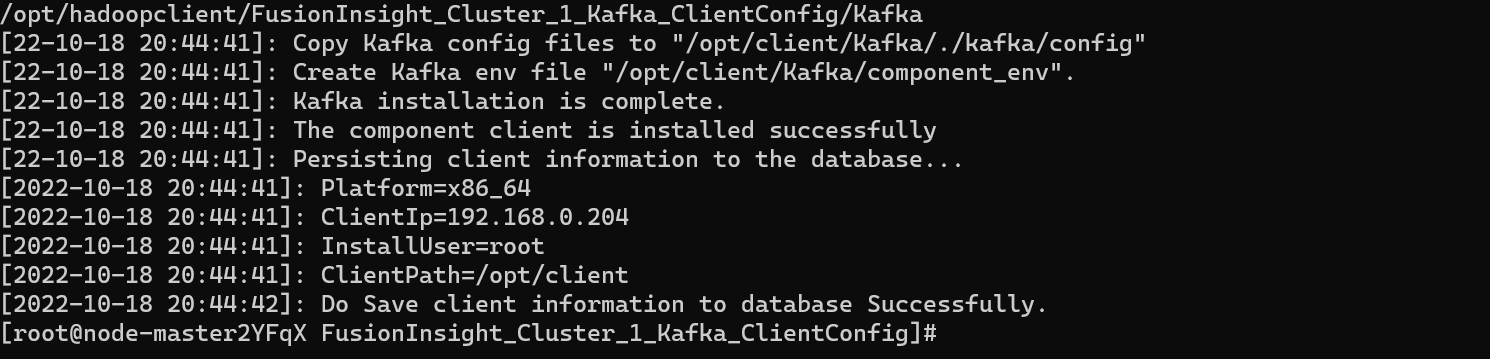 /opt/hadoopclient/FusionInsight_Cluster_1_Kafka_ClientConfig/Kafka
[22-10-18 20:44:41]: Copy Kafka config files to "/opt/client/Kafka/./kafka/config"
[22-10-18 20:44:41]: Create Kafka env file "/opt/client/Kafka/component_env".
[22-10-18 20:44:41]: Kafka installation is complete.
[22-10-18 20:44:41]: The component client is installed successfully
[22-10-18 20:44:41]: Persisting client information to the database...
[2022-10-18 20:44:41]: Platform=x86_64
[2022-10-18 20:44:41]: ClientIp=192.168.0.204
[2022-10-18 20:44:41]: InstallUser=root
[2022-10-18 20:44:41]: ClientPath=/opt/client
[2022-10-18 20:44:42]: Do Save client information to database Successfully.
[root@node-master2YFqX FusionInsight_Cluster_1_Kafka_ClientConfig]#